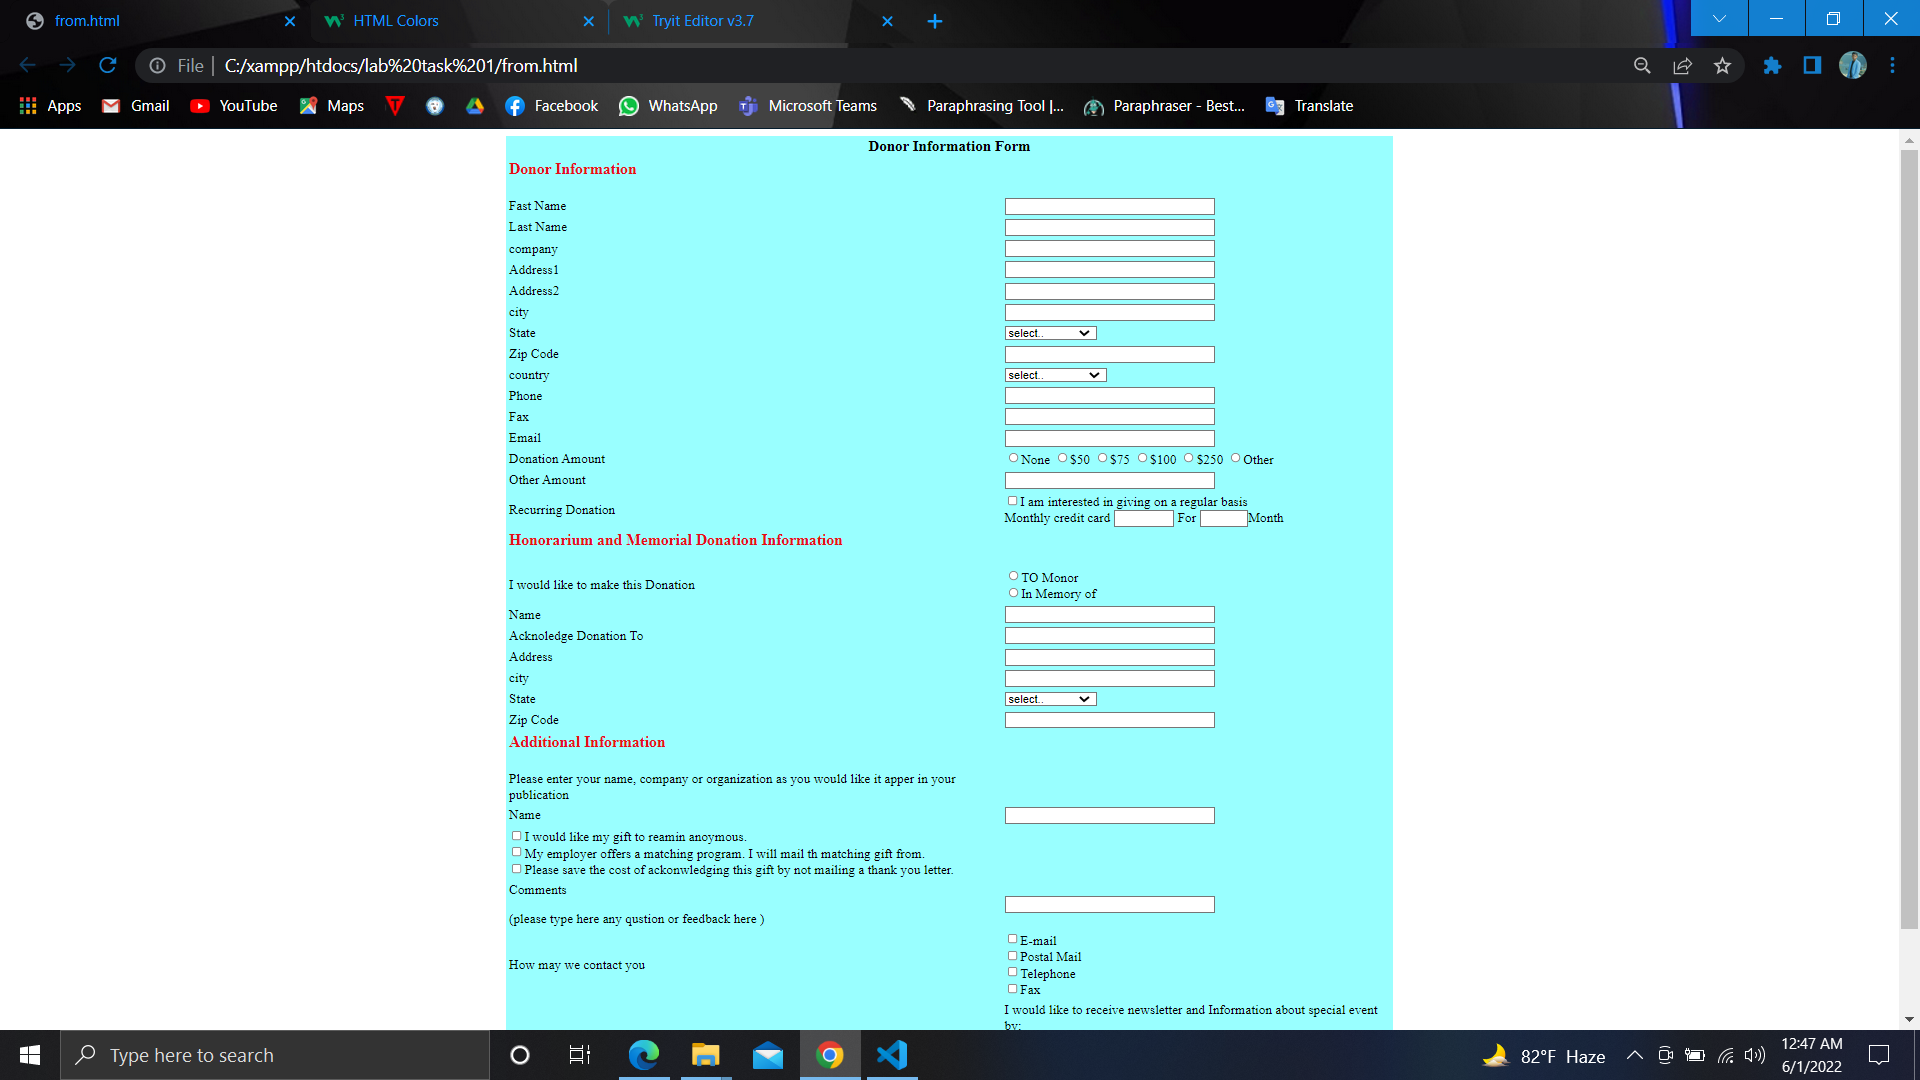 from.html
HTML Colors
Tryit Editor v3.7
File | C:/xampp/htdocs/lab%20task%201/from.html
Apps Gmail YouTube Maps Facebook WhatsApp Microsoft Teams Paraphrasing Tool |... Paraphraser - Best... Translate
Donor Information Form
Donor Information
Fast Name
Last Name
company
Address1
Address2
city
State select..
Zip Code
country select..
Phone
Fax
Email
Donation Amount None $50 $75 $100 $250 Other
Other Amount
Recurring Donation
I am interested in giving on a regular basis
Monthly credit card For Month
Honorarium and Memorial Donation Information
I would like to make this Donation
TO Monor
In Memory of
Name
Acknoledge Donation To
Address
city
State select..
Zip Code
Additional Information
Please enter your name, company or organization as you would like it apper in your
publication
Name
I would like my gift to reamin anoymous.
My employer offers a matching program. I will mail th matching gift from.
Please save the cost of ackonwledging this gift by not mailing a thank you letter.
Comments
(please type here any qustion or feedback here )
How may we contact you
E-mail
Postal Mail
Telephone
Fax
I would like to receive newsletter and Information about special event
by:
Type here to search
82°F Haze
12:47 AM
6/1/2022